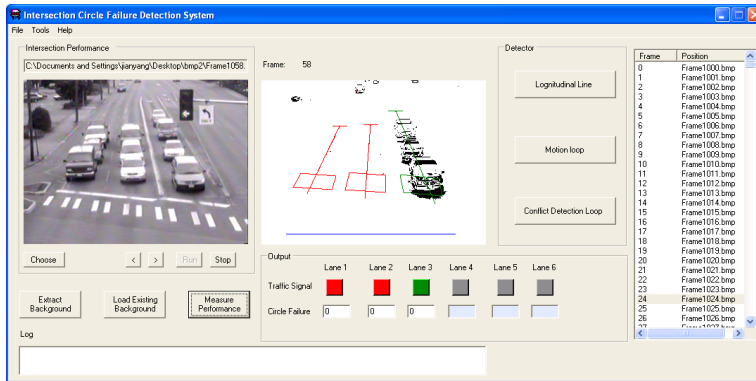 Intersection Circle Failure Detection System
File Tools Help
Intersection Performance
C:\Documents and Settings\jianyang\Desktop\bmp2\Frame1058.
Frame: 58
Choose
<
>
Run
Stop
Extract Background
Load Existing Background
Measure Performance
Detector
Lognitudinal Line
Motion loop
Conflict Detection Loop
Output
Lane 1 Lane 2 Lane 3 Lane 4 Lane 5 Lane 6
Traffic Signal
Circle Failure 0 0 0
Log
Frame Position
0 Frame1000.bmp
1 Frame1001.bmp
2 Frame1002.bmp
3 Frame1003.bmp
4 Frame1004.bmp
5 Frame1005.bmp
6 Frame1006.bmp
7 Frame1007.bmp
8 Frame1008.bmp
9 Frame1009.bmp
10 Frame1010.bmp
11 Frame1011.bmp
12 Frame1012.bmp
13 Frame1013.bmp
14 Frame1014.bmp
15 Frame1015.bmp
16 Frame1016.bmp
17 Frame1017.bmp
18 Frame1018.bmp
19 Frame1019.bmp
20 Frame1020.bmp
21 Frame1021.bmp
22 Frame1022.bmp
23 Frame1023.bmp
24 Frame1024.bmp
25 Frame1025.bmp
26 Frame1026.bmp
27 Frame1027.bmp